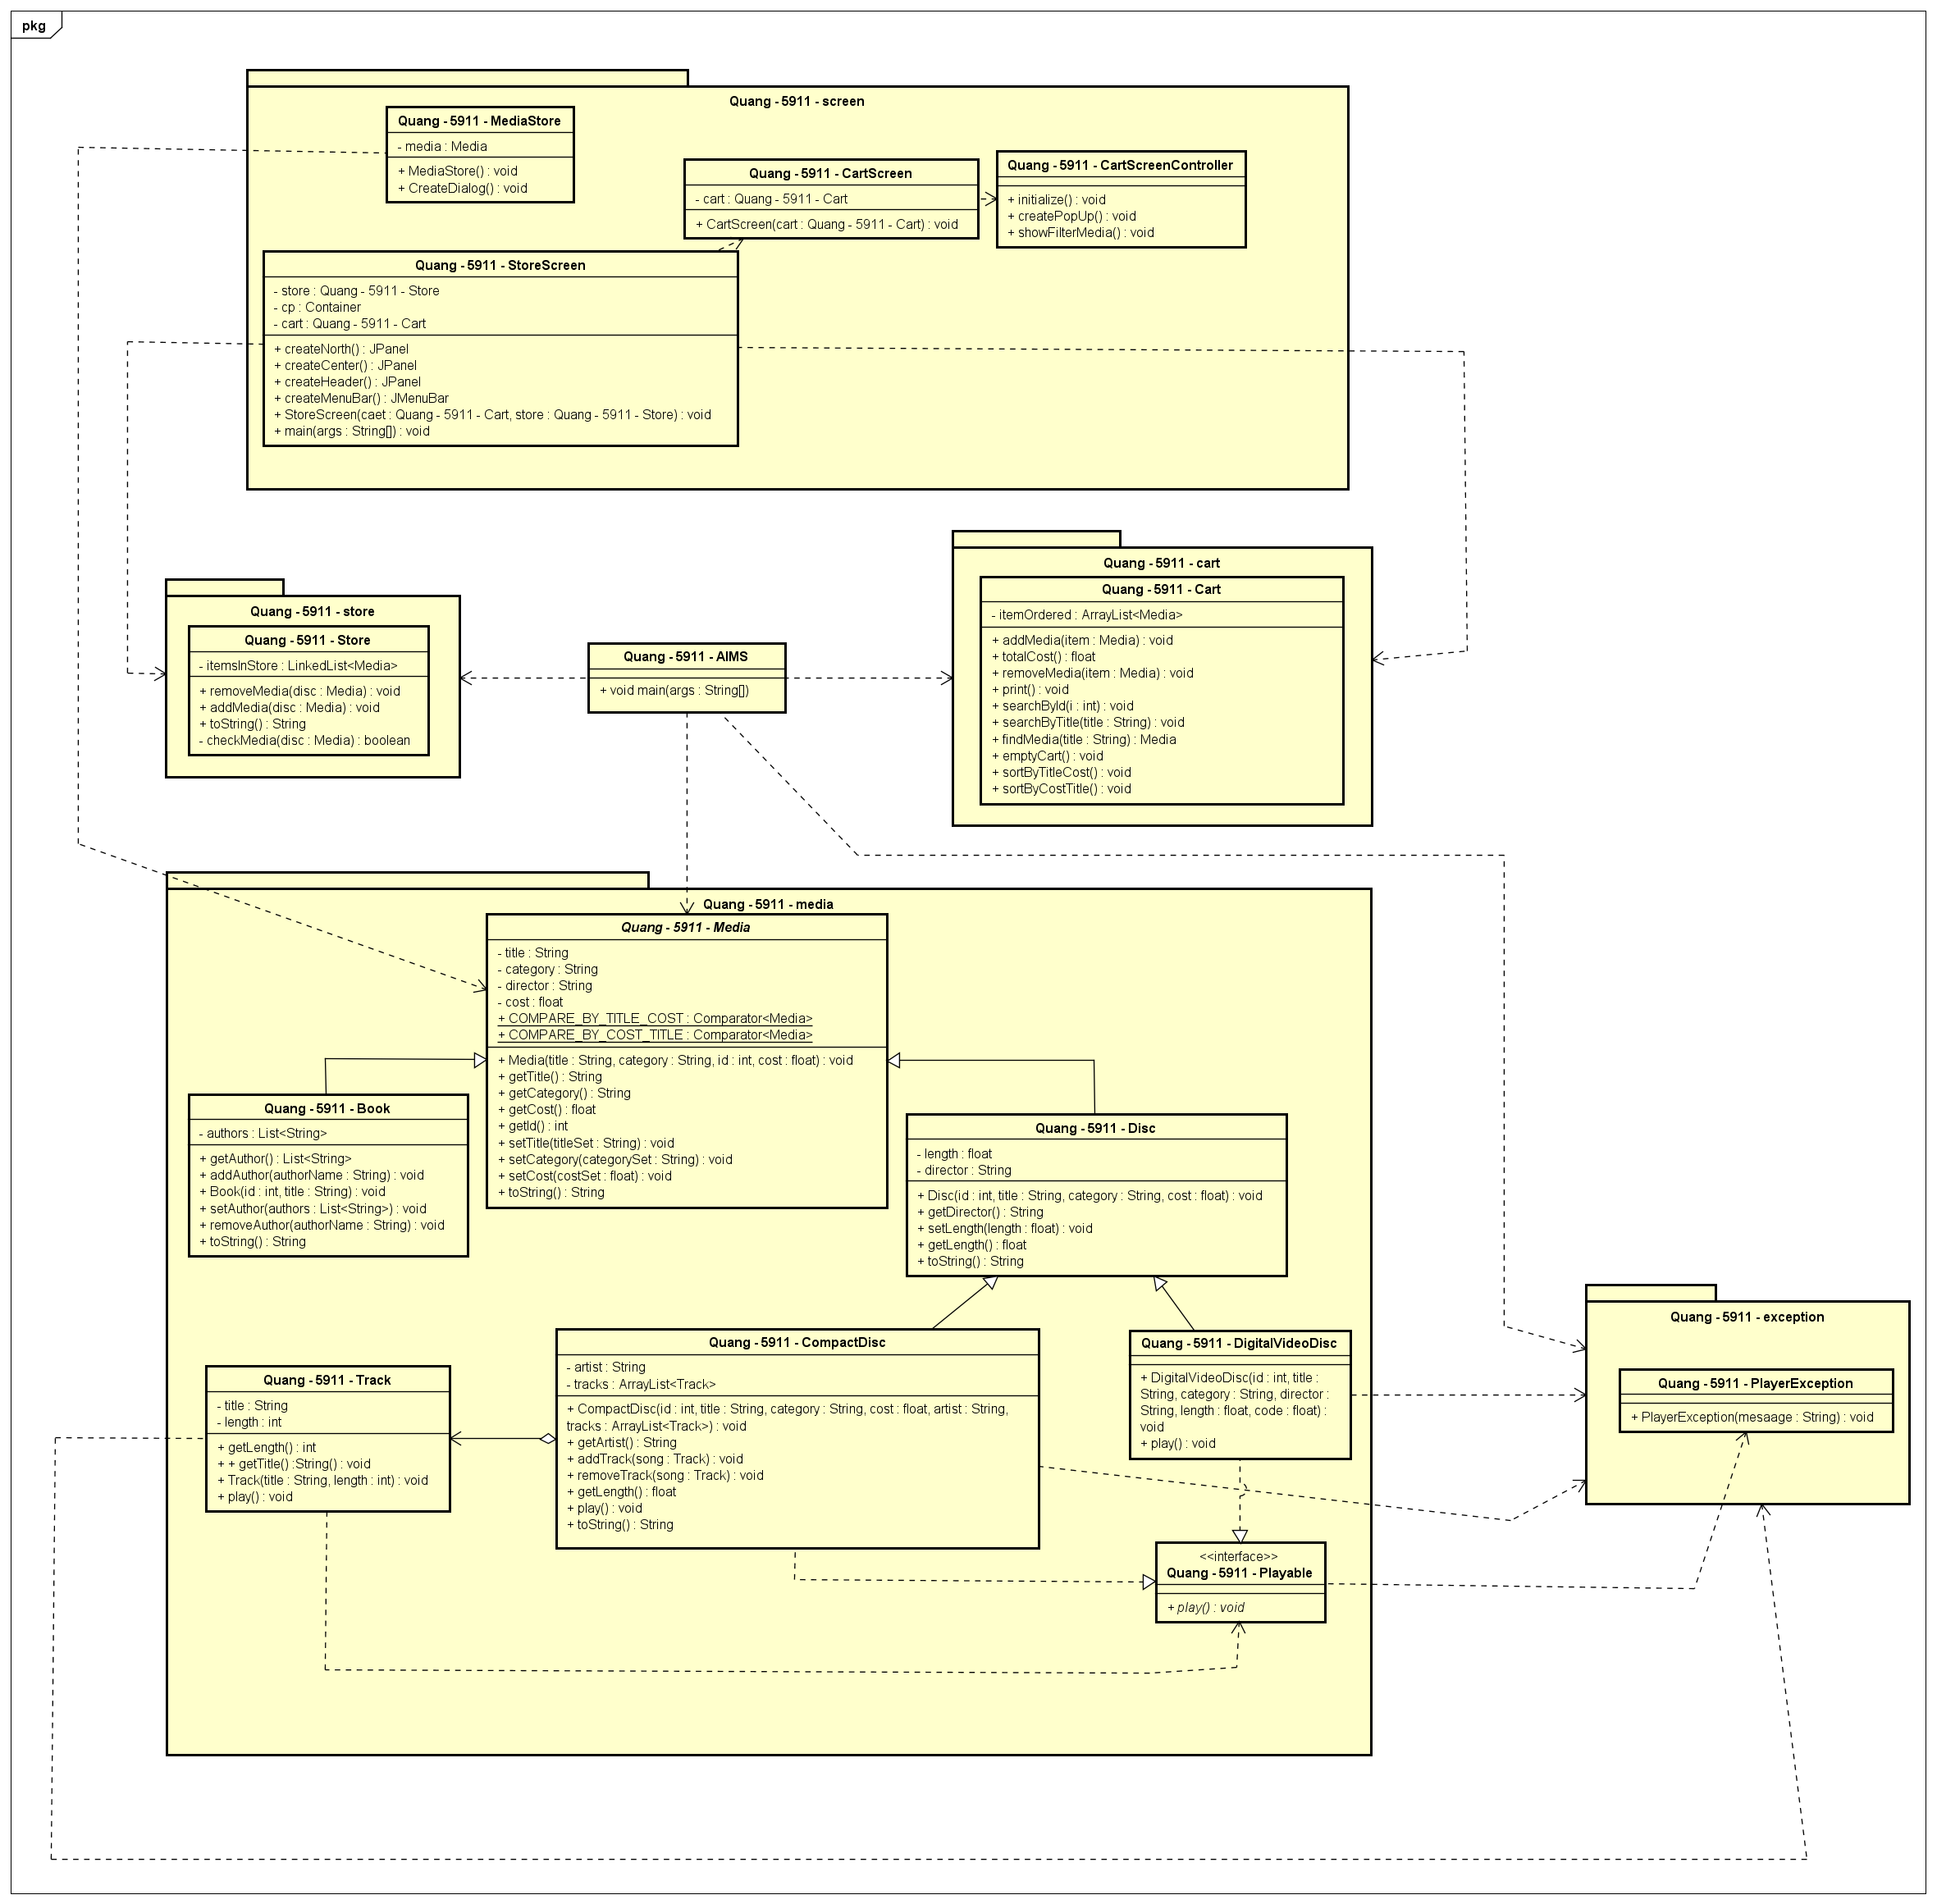 pkg
Quang - 5911 - screen
Quang - 5911 - MediaStore
- media : Media
+ MediaStore() : void
+ CreateDialog() : void
Quang - 5911 - CartScreen
- cart : Quang - 5911 - Cart
+ CartScreen(cart : Quang - 5911 - Cart) : void
Quang - 5911 - CartScreenController
+ initialize() : void
+ createPopUp() : void
+ showFilterMedia() : void
Quang - 5911 - StoreScreen
- store : Quang - 5911 - Store
- cp : Container
- cart : Quang - 5911 - Cart
+ createNorth() : JPanel
+ createCenter() : JPanel
+ createHeader() : JPanel
+ createMenuBar() : JMenuBar
+ StoreScreen(caet : Quang - 5911 - Cart, store : Quang - 5911 - Store) : void
+ main(args : String[]) : void
Quang - 5911 - store
Quang - 5911 - Store
- itemsInStore : LinkedList<Media>
+ removeMedia(disc : Media) : void
+ addMedia(disc : Media) : void
+ toString() : String
- checkMedia(disc : Media) : boolean
Quang - 5911 - AIMS
+ void main(args : String[])
Quang - 5911 - cart
Quang - 5911 - Cart
- itemOrdered : ArrayList<Media>
+ addMedia(item : Media) : void
+ totalCost() : float
+ removeMedia(item : Media) : void
+ print() : void
+ searchById(i : int) : void
+ searchByTitle(title : String) : void
+ findMedia(title : String) : Media
+ emptyCart() : void
+ sortByTitleCost() : void
+ sortByCostTitle() : void
Quang - 5911 - media
Quang - 5911 - Media
- title : String
- category : String
- director : String
- cost : float
+ COMPARE_BY_TITLE_COST : Comparator<Media>
+ COMPARE_BY_COST_TITLE : Comparator<Media>
+ Media(title : String, category : String, id : int, cost : float) : void
+ getTitle() : String
+ getCategory() : String
+ getCost() : float
+ getId() : int
+ setTitle(titleSet : String) : void
+ setCategory(categorySet : String) : void
+ setCost(costSet : float) : void
+ toString() : String
Quang - 5911 - Book
- authors : List<String>
+ getAuthor() : List<String>
+ addAuthor(authorName : String) : void
+ Book(id : int, title : String) : void
+ setAuthor(authors : List<String>) : void
+ removeAuthor(authorName : String) : void
+ toString() : String
Quang - 5911 - Disc
- length : float
- director : String
+ Disc(id : int, title : String, category : String, cost : float) : void
+ getDirector() : String
+ setLength(length : float) : void
+ getLength() : float
+ toString() : String
Quang - 5911 - Track
- title : String
- length : int
+ getLength() : int
+ + getTitle() :String() : void
+ Track(title : String, length : int) : void
+ play() : void
Quang - 5911 - CompactDisc
- artist : String
- tracks : ArrayList<Track>
+ CompactDisc(id : int, title : String, category : String, cost : float, artist : String,
tracks : ArrayList<Track>) : void
+ getArtist() : String
+ addTrack(song : Track) : void
+ removeTrack(song : Track) : void
+ getLength() : float
+ play() : void
+ toString() : String
Quang - 5911 - DigitalVideoDisc
+ DigitalVideoDisc(id : int, title :
String, category : String, director :
String, length : float, code : float) :
void
+ play() : void
<<interface>>
Quang - 5911 - Playable
+ play() : void
Quang - 5911 - exception
Quang - 5911 - PlayerException
+ PlayerException(mesaage : String) : void